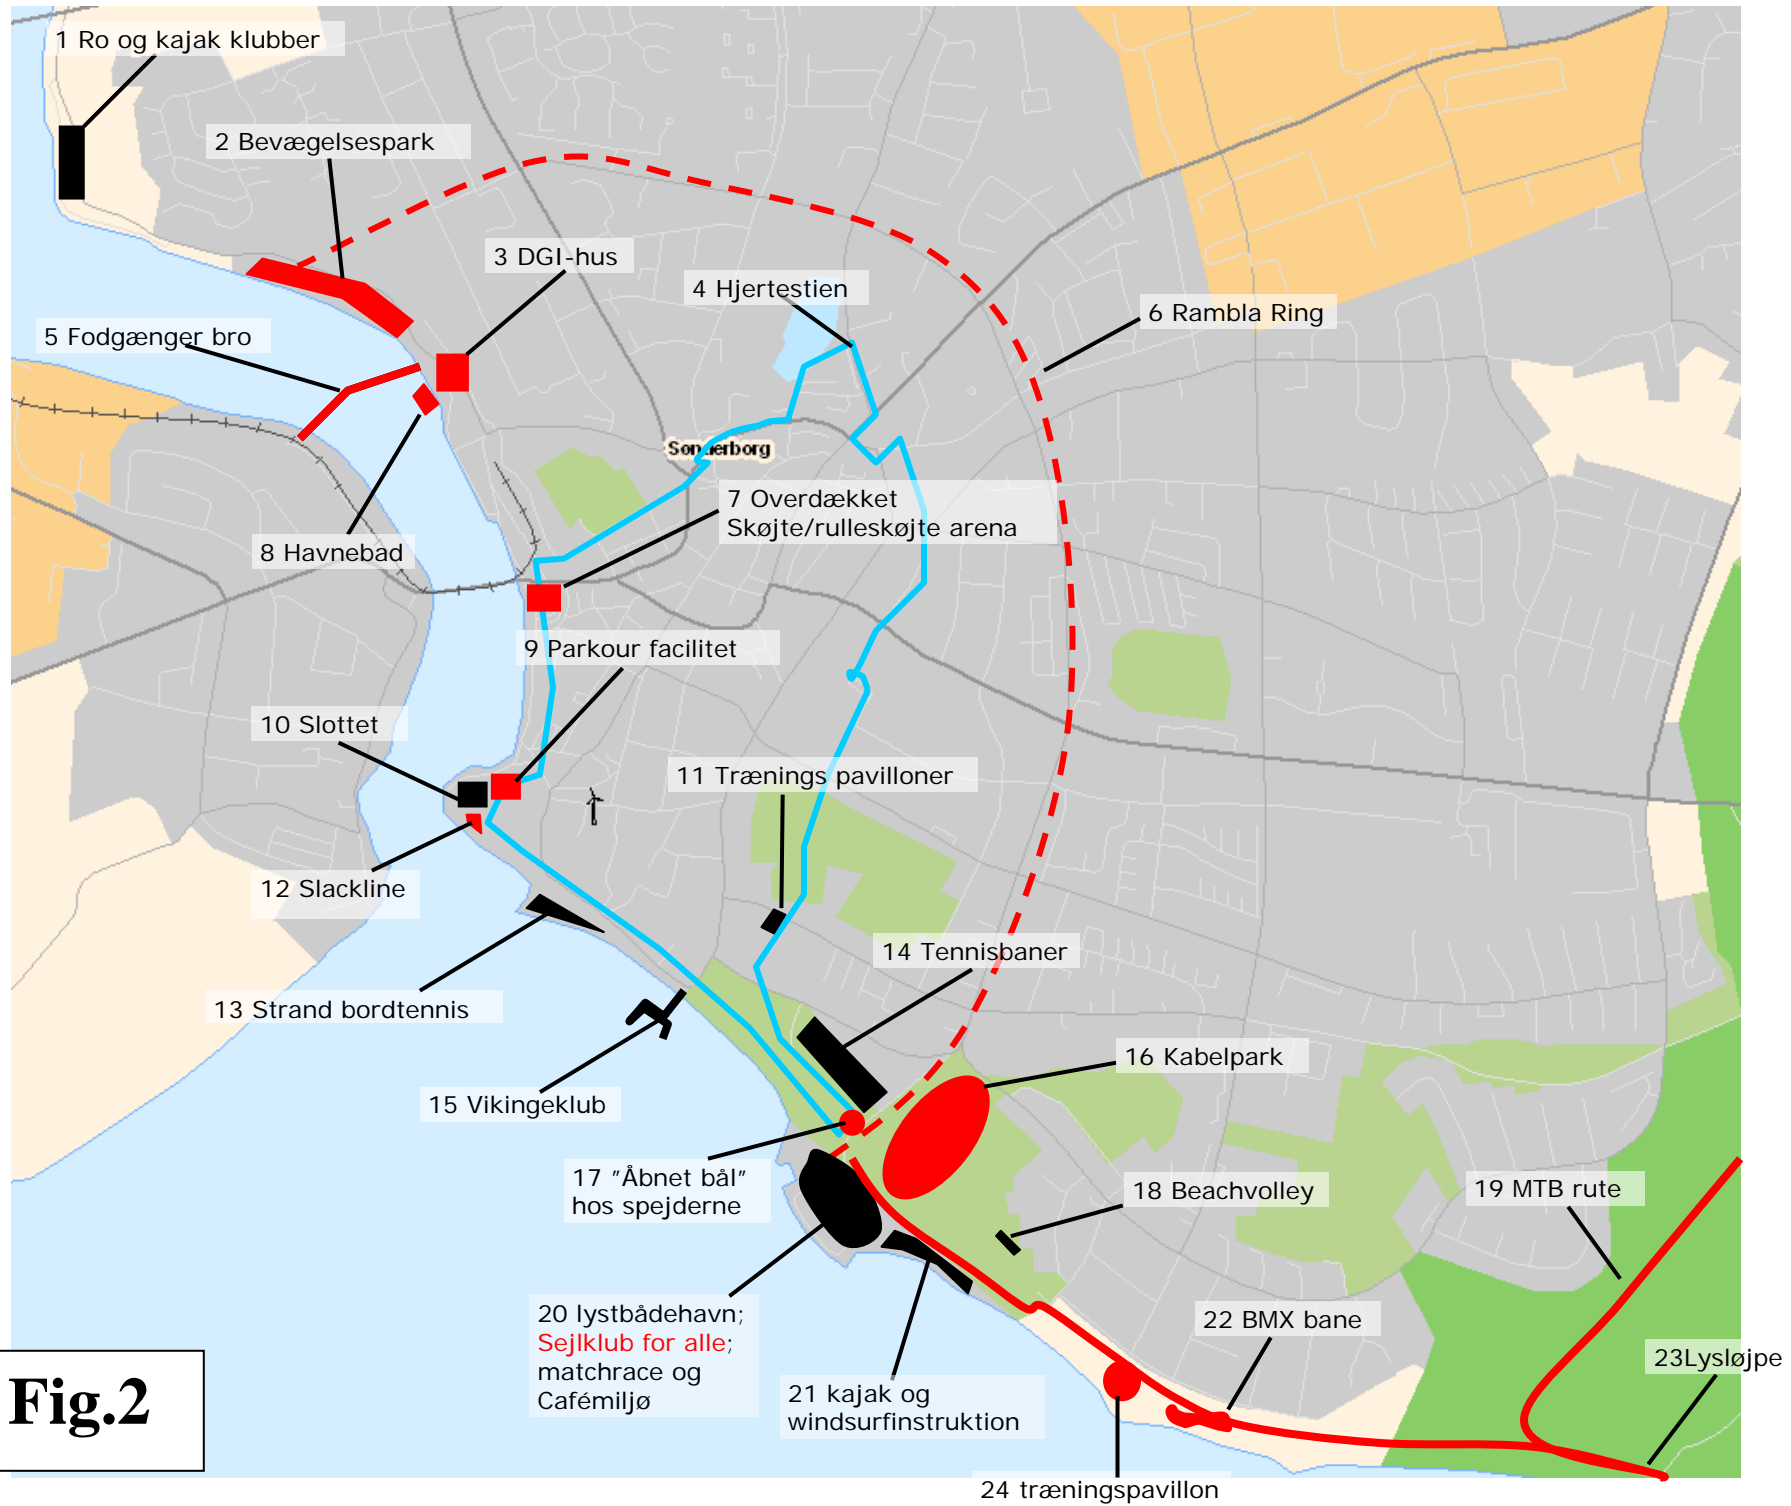 1 Ro og kajak klubber
2 Bevægelsespark
3 DGI-hus
4 Hjertestien
5 Fodgænger bro
6 Rambla Ring
Sønderborg
7 Overdækket
Skøjte/rulleskøjte arena
8 Havnebad
9 Parkour facilitet
10 Slottet
11 Trænings pavilloner
12 Slackline
13 Strand bordtennis
14 Tennisbaner
15 Vikingeklub
16 Kabelpark
17 ”Åbnet bål”
hos spejderne
18 Beachvolley
19 MTB rute
20 lystbådehavn;
Sejlklub for alle;
matchrace og
Cafémiljø
21 kajak og
windsurfinstruktion
22 BMX bane
23Lysløjpe
24 træningspavillon
Fig.2